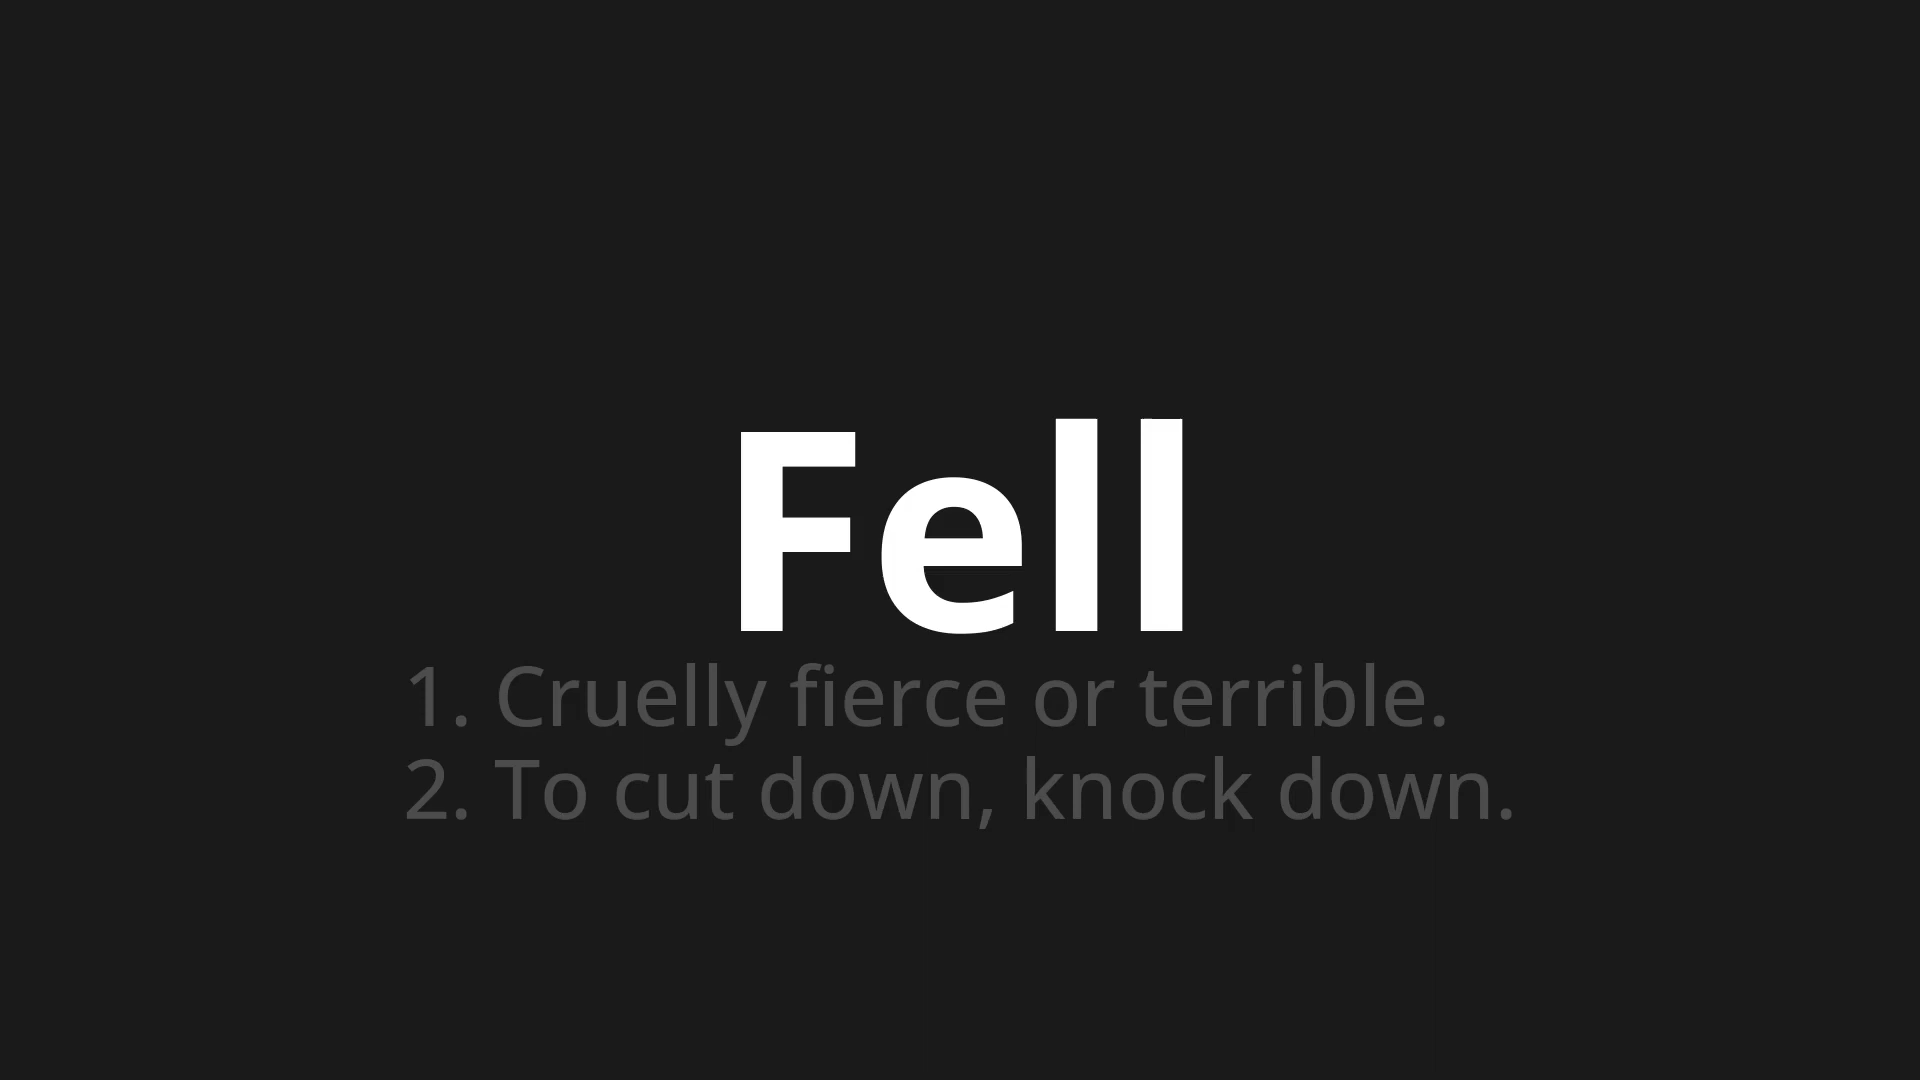 Fell
1. Cruelly fierce or terrible.
2. To cut down, knock down.